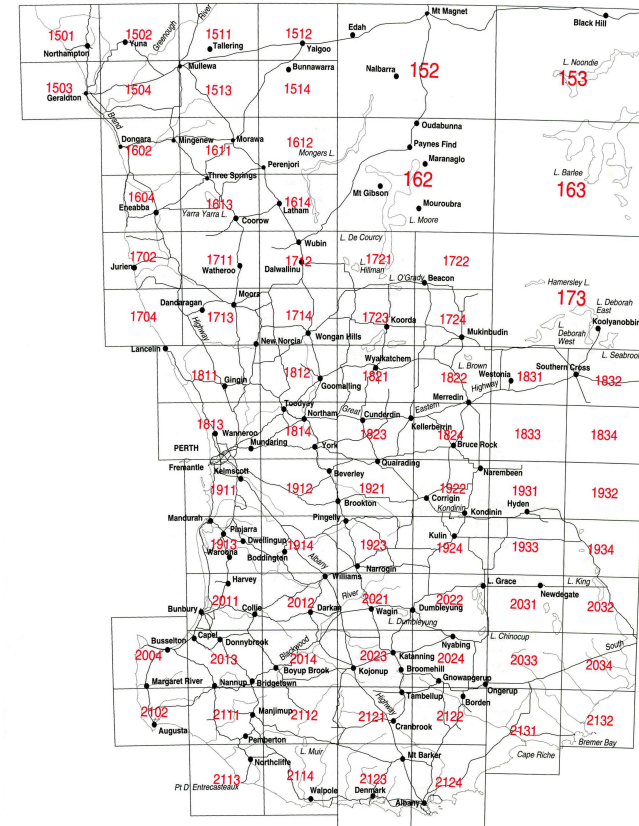 1501
1502
Greenough
River
1511
1512
Edah
Mt Magnet
Black Hill
Northampton
Yuna
Tallering
Yalgoo
Mullewa
Bunnawarra
Nalbarra
152
L. Noondie
153
1503
1504
1513
1514
Geraldton
Brand
Oudabunna
Dongara
Mingenew
Morawa
1612
Paynes Find
1602
1611
Mongers L.
Maranaglo
Perenjori
162
L. Barlee
163
Three Springs
Mt Gibson
1604
1613
1614
Mouroubra
Eneabba
Yarra Yarra L.
Latham
Coorow
L. Moore
Wubin
L. De Courcy
1702
1711
1712
1721
1722
Jurien
Watheroo
Dalwallinu
L. Hillman
L. O'Grady
Beacon
Hamersley L.
Moora
173
Dandaragan
L. Deborah East
1704
Highway
1713
1714
1723
Koorda
1724
L. Deborah West
Koolyanobbin
Mukinbudin
New Norcia
Wongan Hills
Lancelin
Wyalkatchem
L. Seabrook
L. Brown
Westonia
Southern Cross
1811
Gingin
1812
1821
1822
1831
1832
Goomalling
Highway
Merredin
Toodyay
Great
Eastern
1813
Northam
Cunderdin
Kellerberrin
Wanneroo
1814
1823
1824
1833
1834
PERTH
Mundaring
York
Bruce Rock
Fremantle
Quairading
Kelmscott
Beverley
Narembeen
1911
1912
1921
1922
1931
1932
Brookton
Corrigin
Hyden
Mandurah
Pingelly
Kondinin
Kondinin
Pinjarra
Kulin
1913
Dwellingup
1914
1923
1924
1933
1934
Waroona
Boddington
Albany
Narrogin
Harvey
Williams
L. Grace
L. King
Newdegate
2011
2012
River
2021
2022
2031
2032
Bunbury
Collie
Darkan
Wagin
Dumbleyung
L. Dumbleyung
Capel
Busselton
Donnybrook
Blackwood
Nyabing
L. Chinocup
South
2004
2013
2014
2023
Katanning
2024
2033
2034
Boyup Brook
Kojonup
Broomehill
Margaret River
Nannup
Bridgetown
Gnowangerup
Ongerup
Tambellup
2102
2111
Manjimup
2112
Highway
2121
2122
Borden
2131
2132
Augusta
Cranbrook
Pemberton
Bremer Bay
L. Muir
Cape Riche
Northcliffe
Mt Barker
2113
2114
2123
2124
Pt D' Entrecasteaux
Walpole
Denmark
Albany